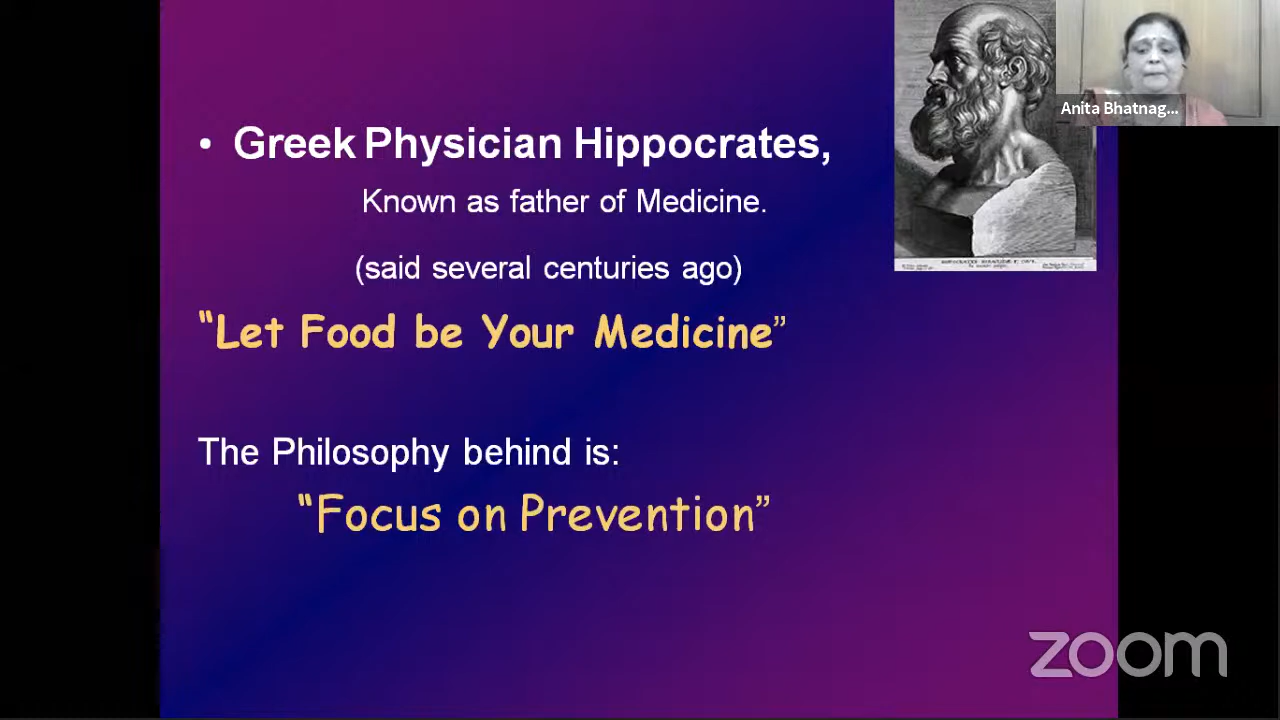 Anita Bhatnag...
• Greek Physician Hippocrates,
Known as father of Medicine.
(said several centuries ago)
“Let Food be Your Medicine”
The Philosophy behind is:
“Focus on Prevention”
zoom